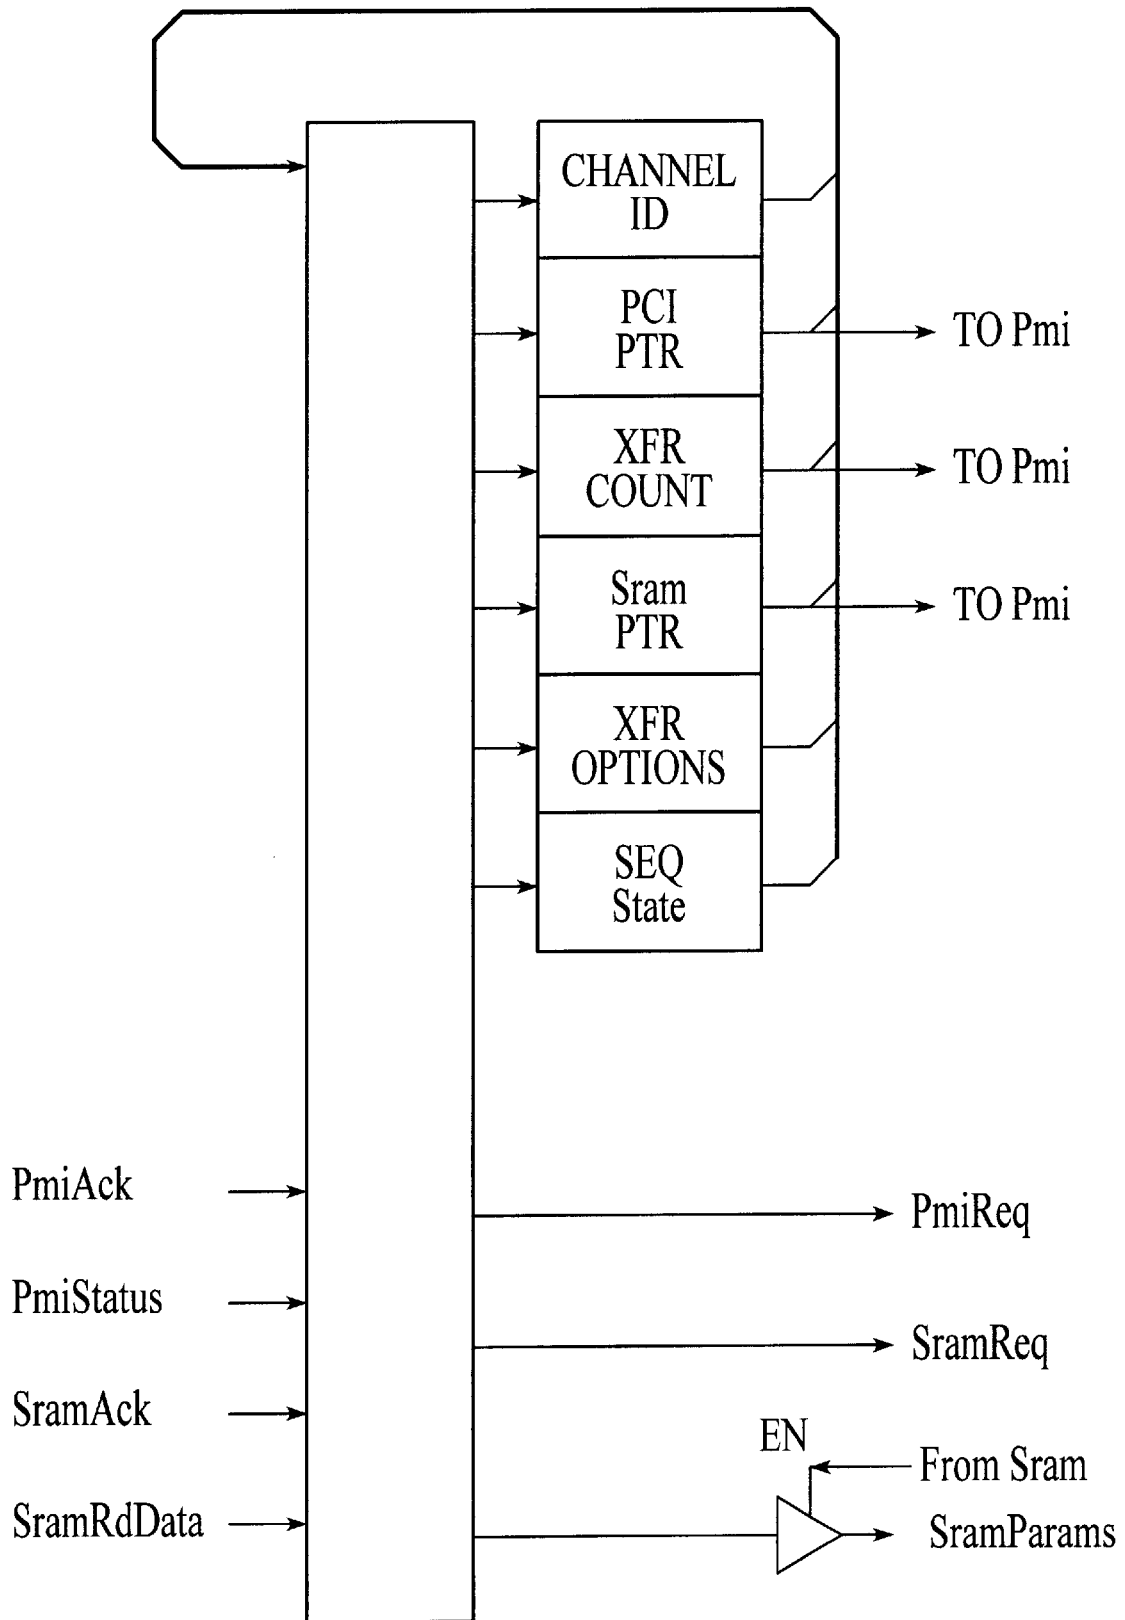 CHANNEL
ID
PCI
PTR
TO Pmi
XFR
COUNT
TO Pmi
Sram
PTR
TO Pmi
XFR
OPTIONS
SEQ
State
PmiAck
PmiReq
PmiStatus
SramReq
SramAck
EN
From Sram
SramRdData
SramParams